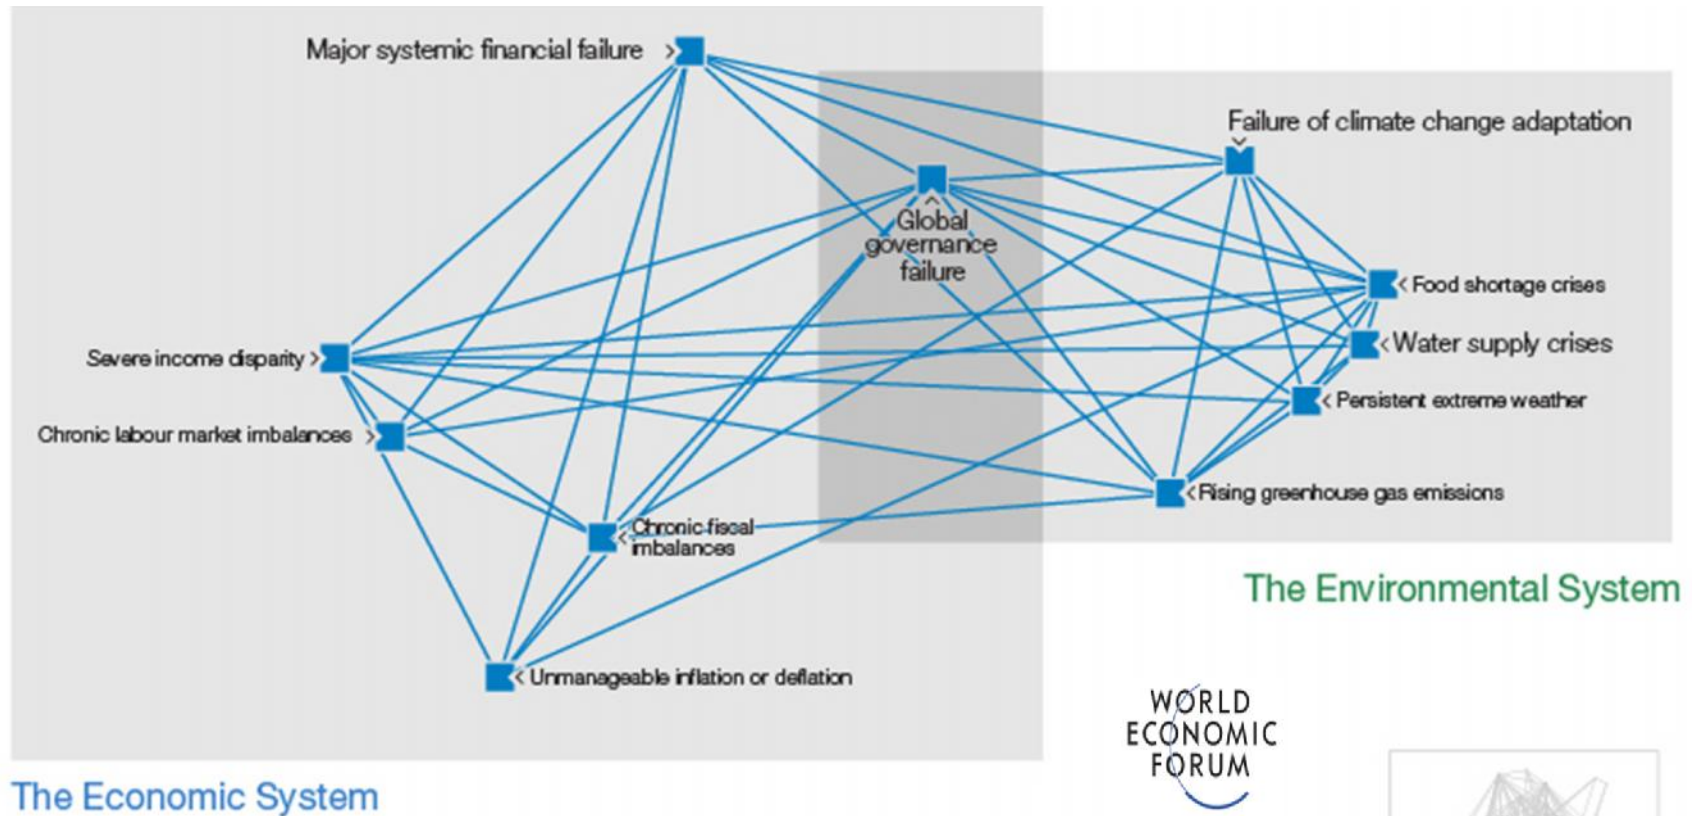 Major systemic financial failure
Failure of climate change adaptation
Global
governance
failure
Food shortage crises
Water supply crises
Severe income disparity
Persistent extreme weather
Chronic labour market imbalances
Rising greenhouse gas emissions
Chronic fiscal
imbalances
The Environmental System
Unmanageable inflation or deflation
WORLD
ECONOMIC
FORUM
The Economic System